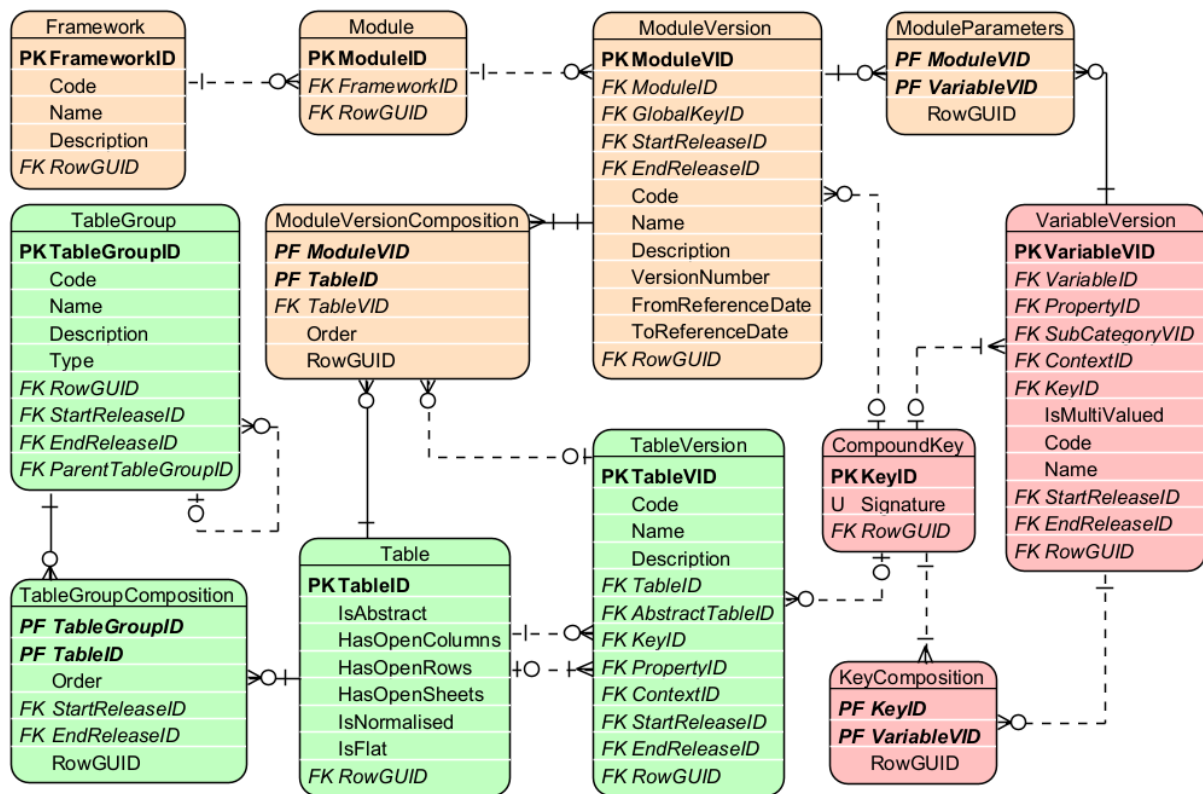 Framework
PK FrameworkID
Code
Name
Description
FK RowGUID
Module
PK ModuleID
FK FrameworkID
FK RowGUID
ModuleVersion
PK ModuleVID
FK ModuleID
FK GlobalKeyID
FK StartReleaseID
FK EndReleaseID
Code
Name
Description
VersionNumber
FromReferenceDate
ToReferenceDate
FK RowGUID
ModuleParameters
PF ModuleVID
PF VariableVID
RowGUID
TableGroup
PK TableGroupID
Code
Name
Description
Type
FK RowGUID
FK StartReleaseID
FK EndReleaseID
FK ParentTableGroupID
ModuleVersionComposition
PF ModuleVID
PF TableID
FK TableVID
Order
RowGUID
VariableVersion
PK VariableVID
FK VariableID
FK PropertyID
FK SubCategoryVID
FK ContextID
FK KeyID
IsMultiValued
Code
Name
FK StartReleaseID
FK EndReleaseID
FK RowGUID
TableVersion
PK TableVID
Code
Name
Description
FK TableID
FK AbstractTableID
FK KeyID
FK PropertyID
FK ContextID
FK StartReleaseID
FK EndReleaseID
FK RowGUID
CompoundKey
PK KeyID
U Signature
FK RowGUID
Table
PK TableID
IsAbstract
HasOpenColumns
HasOpenRows
HasOpenSheets
IsNormalised
IsFlat
FK RowGUID
TableGroupComposition
PF TableGroupID
PF TableID
Order
FK StartReleaseID
FK EndReleaseID
RowGUID
KeyComposition
PF KeyID
PF VariableVID
RowGUID